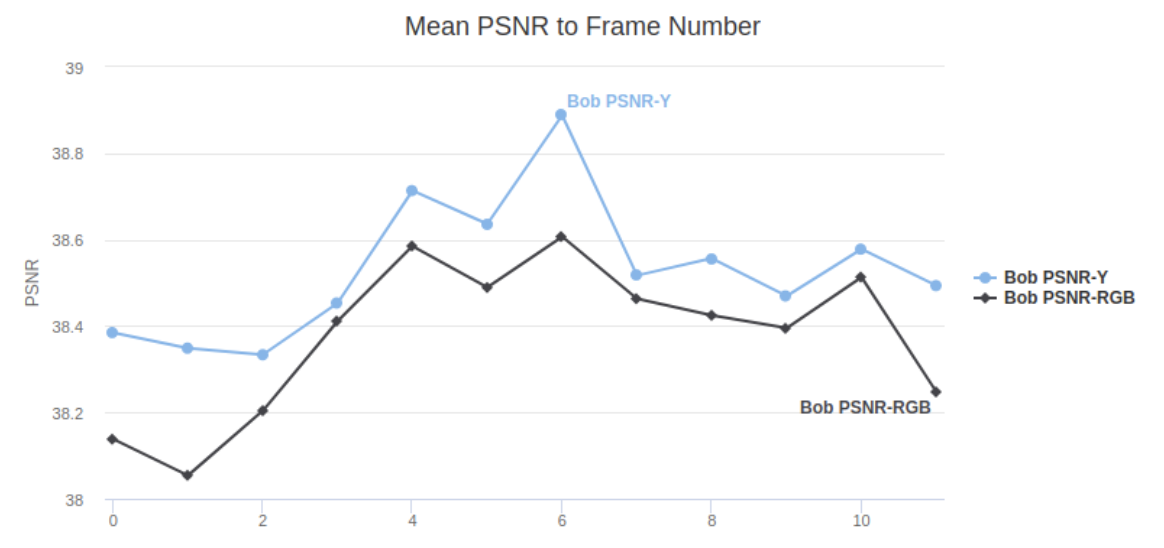 Mean PSNR to Frame Number
39
Bob PSNR-Y
38.8
38.6
PSNR
Bob PSNR-Y
Bob PSNR-RGB
38.4
Bob PSNR-RGB
38.2
38
0 2 4 6 8 10